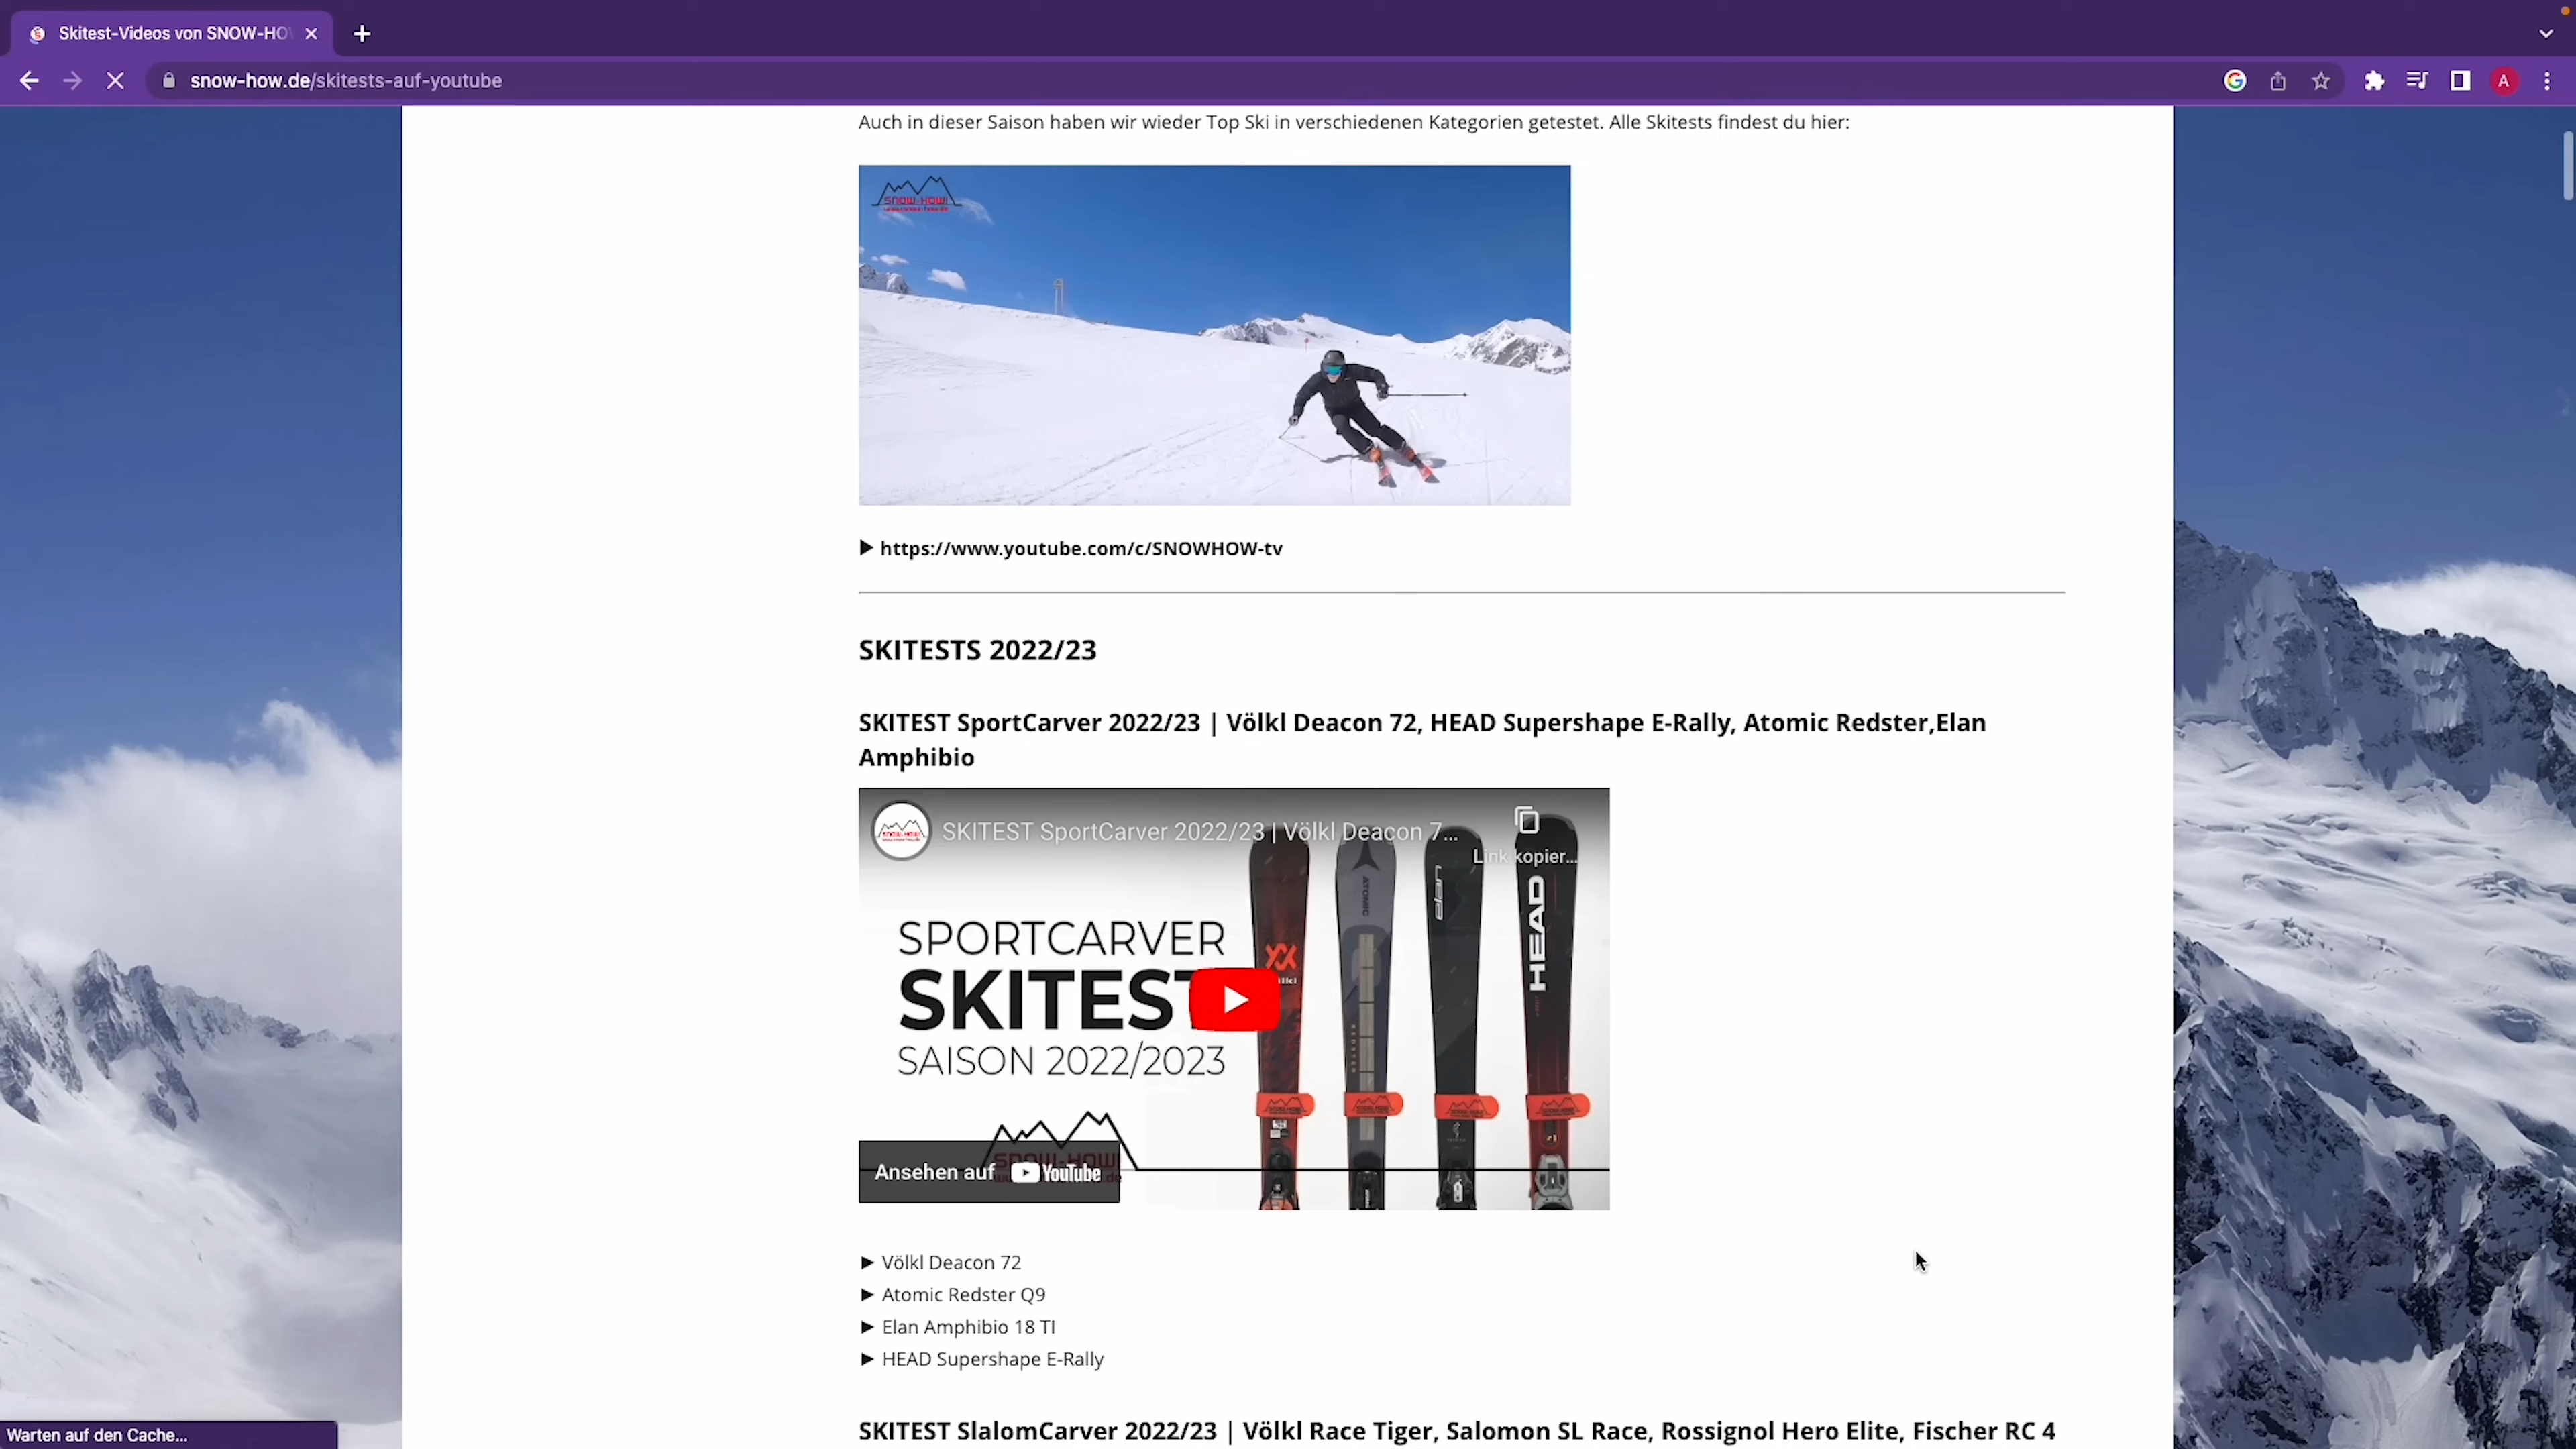 Skitest-Videos von SNOW-HO
snow-how.de/skitests-auf-youtube
A
Auch in dieser Saison haben wir wieder Top Ski in verschiedenen Kategorien getestet. Alle Skitests findest du hier:
SNOW-HOW!
▶ https://www.youtube.com/c/SNOWHOW-tv
SKITESTS 2022/23
SKITEST SportCarver 2022/23 | Völkl Deacon 72, HEAD Supershape E-Rally, Atomic Redster,Elan
Amphibio
SKITEST SportCarver 2022/23 | Völkl Deacon 7...
Link kopier...
SPORTCARVER
SKITEST
SAISON 2022/2023
ATOMIC
elan
HEAD
REDSTER
Ansehen auf YouTube
► Völkl Deacon 72
► Atomic Redster Q9
► Elan Amphibio 18 TI
► HEAD Supershape E-Rally
SKITEST SlalomCarver 2022/23 | Völkl Race Tiger, Salomon SL Race, Rossignol Hero Elite, Fischer RC 4
Warten auf den Cache...